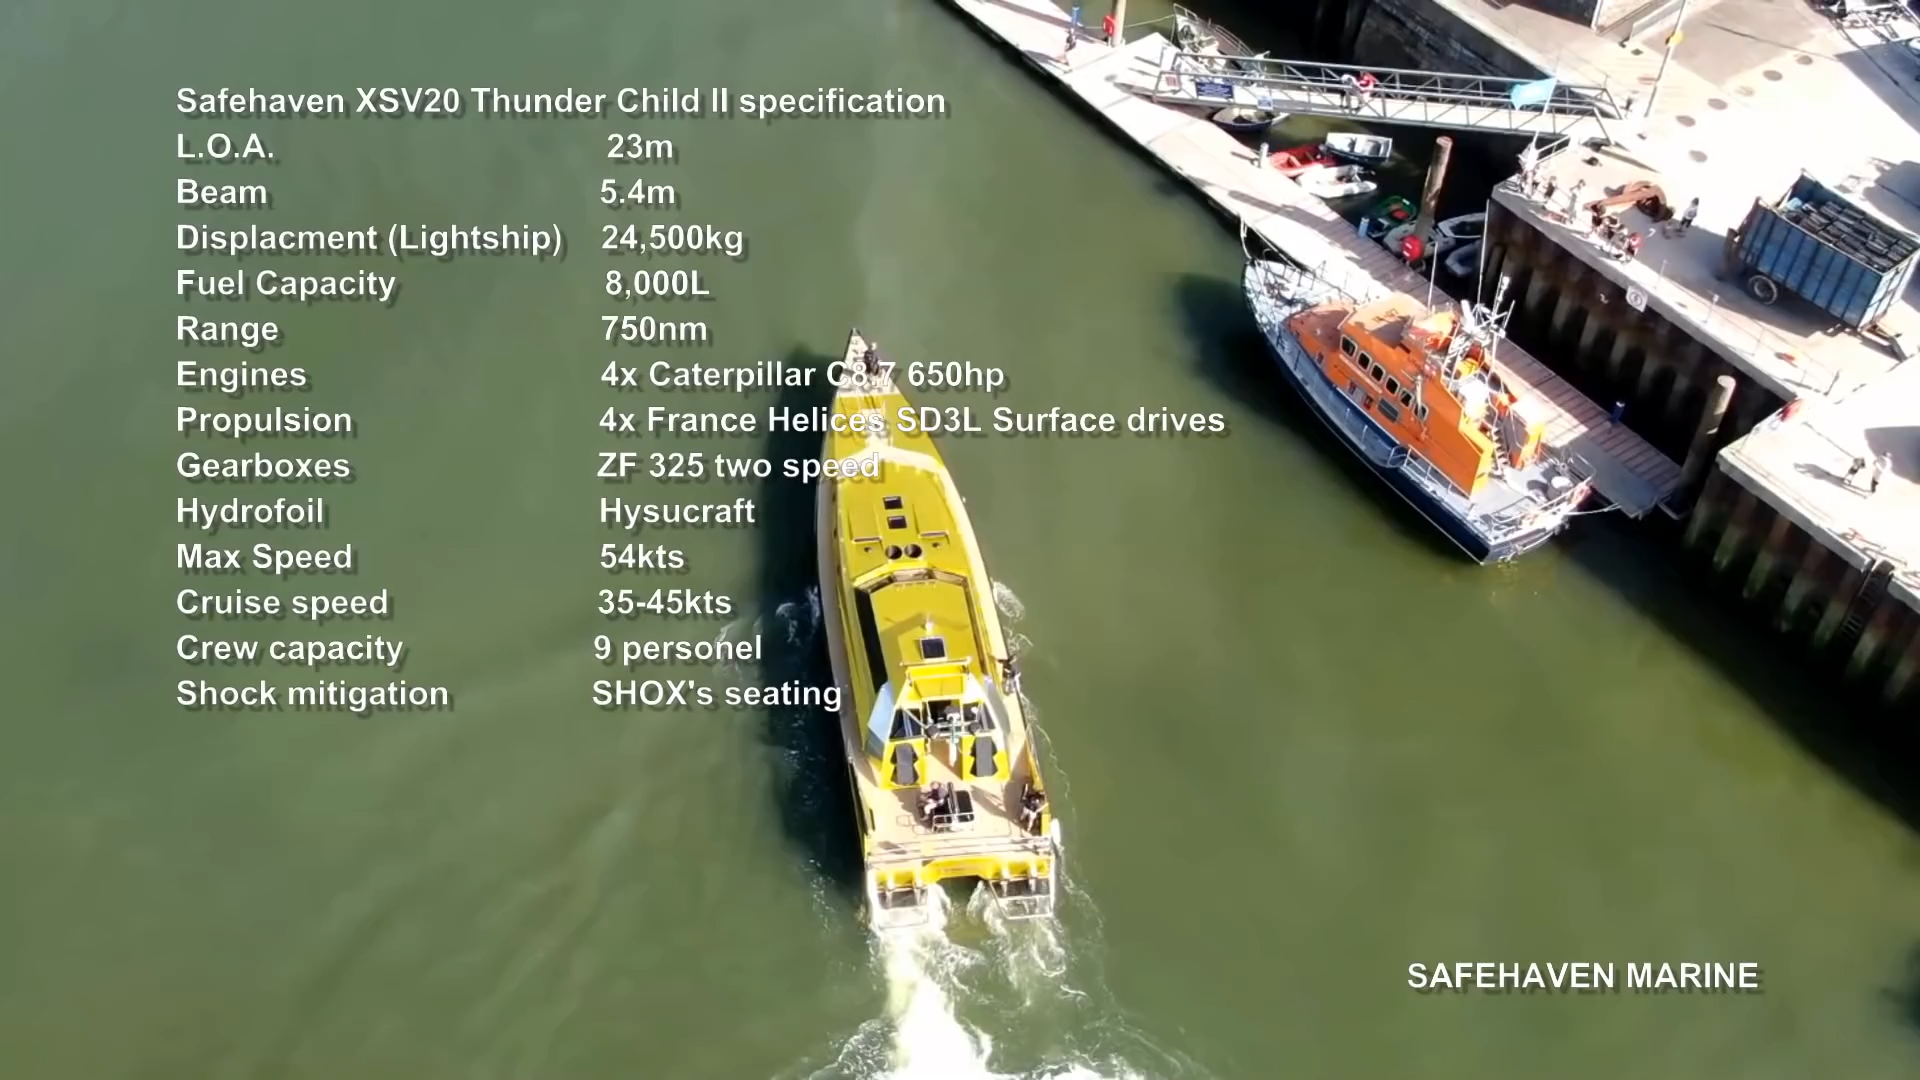 Safehaven XSV20 Thunder Child II specification
L.O.A. 23m
Beam 5.4m
Displacment (Lightship) 24,500kg
Fuel Capacity 8,000L
Range 750nm
Engines 4x Caterpillar C8.7 650hp
Propulsion 4x France Helices SD3L Surface drives
Gearboxes ZF 325 two speed
Hydrofoil Hysucraft
Max Speed 54kts
Cruise speed 35-45kts
Crew capacity 9 personel
Shock mitigation SHOX's seating
SAFEHAVEN MARINE